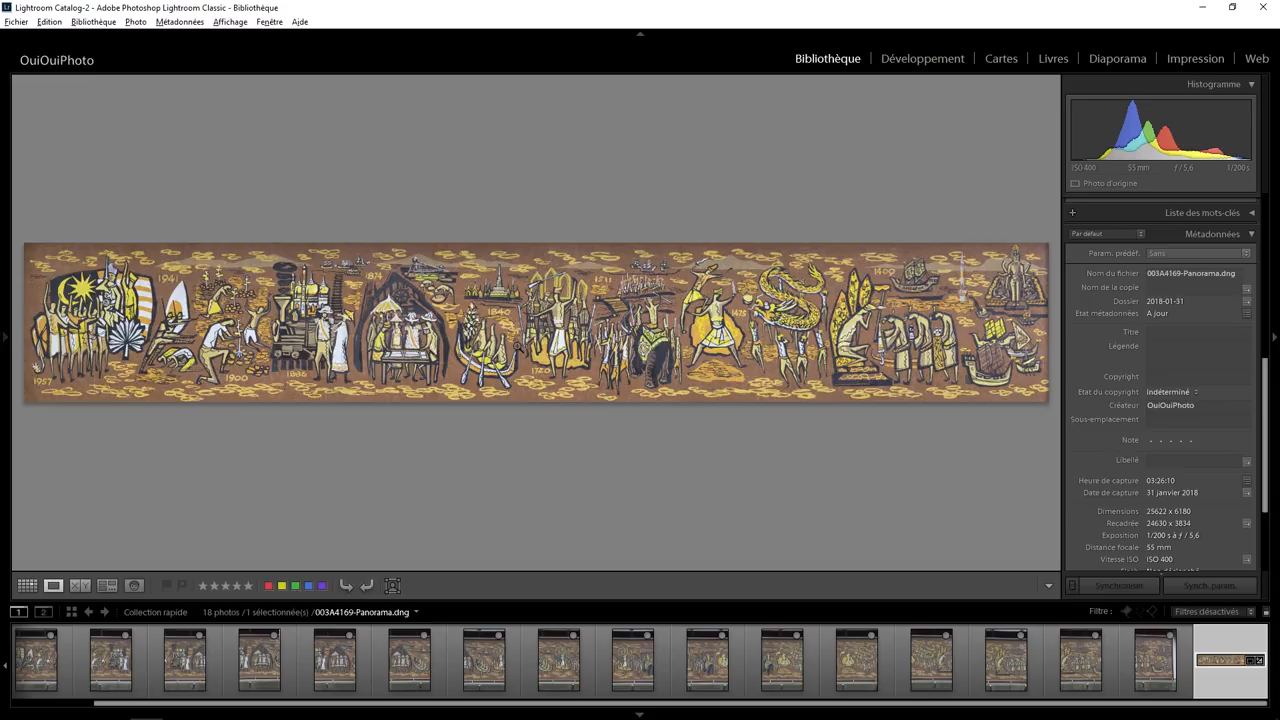 Lightroom Catalog-2 - Adobe Photoshop Lightroom Classic - Bibliothèque
Fichier Edition Bibliothèque Photo Métadonnées Affichage Fenêtre Aide
OuiOuiPhoto
Bibliothèque | Développement | Cartes | Livres | Diaporama | Impression | Web
Histogramme
ISO 400 55 mm ƒ / 5,6 1/200 s
Photo d'origine
Liste des mots-clés
Par défaut Métadonnées
Param. prédéf. Sans
Nom du fichier 003A4169-Panorama.dng
Nom de la copie
Dossier 2018-01-31
Etat métadonnées A jour
Titre
Légende
Copyright
Etat du copyright Indéterminé
Créateur OuiOuiPhoto
Sous-emplacement
Note
Libellé
Heure de capture 03:26:10
Date de capture 31 janvier 2018
Dimensions 25622 x 6180
Recadrée 24630 x 3834
Exposition 1/200 s à ƒ / 5,6
Distance focale 55 mm
Vitesse ISO ISO 400
1941
1874
1511
1409
1840
1475
1957
1900
1886
Synchroniser Synch. param.
1 2 Collection rapide 18 photos /1 sélectionnée(s) /003A4169-Panorama.dng Filtre : Filtres désactivés